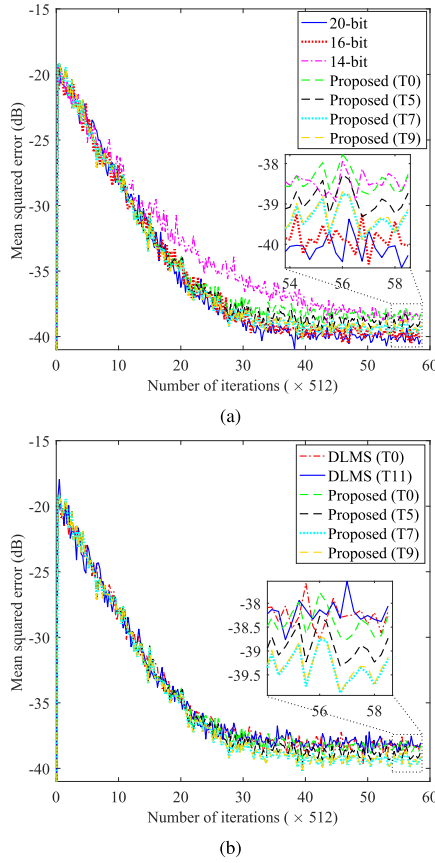 -15
-20
-25
-30
-35
-40
Mean squared error (dB)
20-bit
16-bit
14-bit
Proposed (T0)
Proposed (T5)
Proposed (T7)
Proposed (T9)
-38
-39
-40
54
56
58
0
10
20
30
40
50
60
Number of iterations ( × 512)
(a)
-15
-20
-25
-30
-35
-40
Mean squared error (dB)
DLMS (T0)
DLMS (T11)
Proposed (T0)
Proposed (T5)
Proposed (T7)
Proposed (T9)
-38
-38.5
-39
-39.5
56
58
0
10
20
30
40
50
60
Number of iterations ( × 512)
(b)